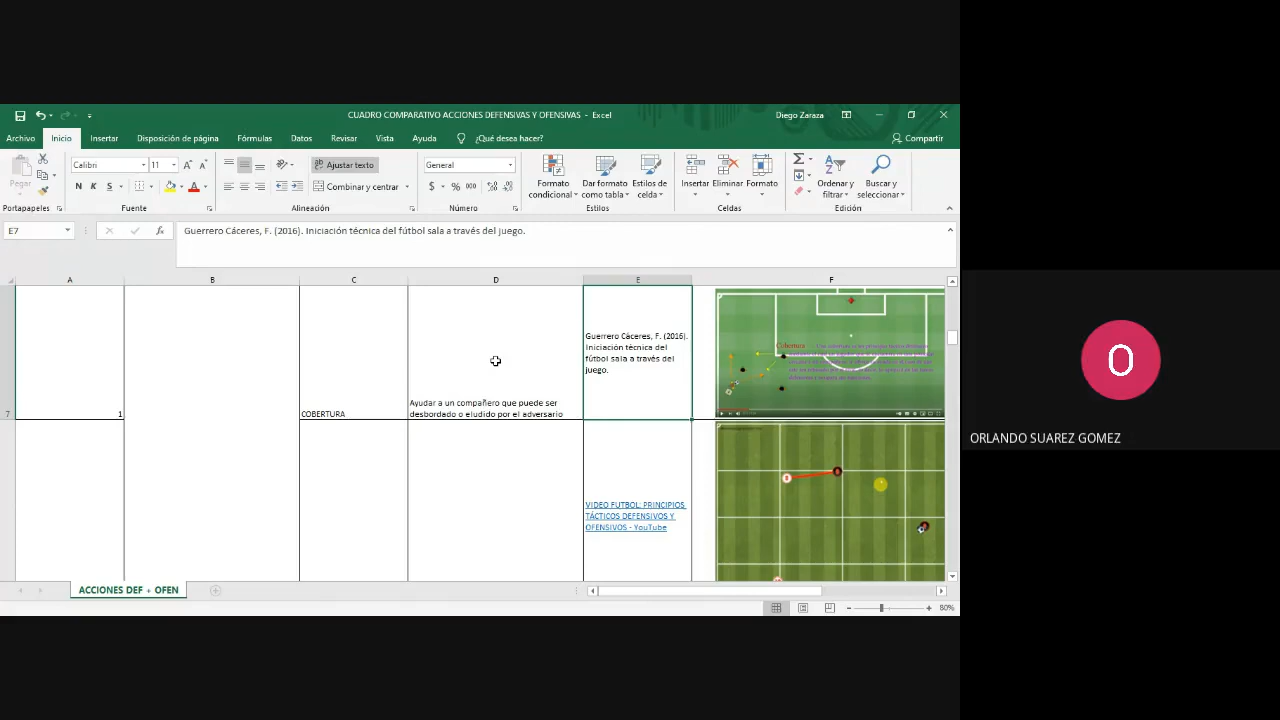 CUADRO COMPARATIVO ACCIONES DEFENSIVAS Y OFENSIVAS - Excel
Diego Zaraza
Archivo
Inicio
Insertar
Disposición de página
Fórmulas
Datos
Revisar
Vista
Ayuda
¿Qué desea hacer?
Compartir
Pegar
Calibri
11
N K S
Ajustar texto
Combinar y centrar
General
$ % 000
Formato
condicional
Dar formato
como tabla
Estilos de
celda
Insertar
Eliminar
Formato
Ordenar y
filtrar
Buscar y
seleccionar
Portapapeles
Fuente
Alineación
Número
Estilos
Celdas
Edición
E7
fx
Guerrero Cáceres, F. (2016). Iniciación técnica del fútbol sala a través del juego.
A B C D E F
Guerrero Cáceres, F. (2016).
Iniciación técnica del
fútbol sala a través del
juego.
Cobertura
7
1
COBERTURA
Ayudar a un compañero que puede ser
desbordado o eludido por el adversario
VIDEO FUTBOL: PRINCIPIOS
TÁCTICOS DEFENSIVOS Y
OFENSIVOS - YouTube
ACCIONES DEF + OFEN
80%
O
ORLANDO SUAREZ GOMEZ